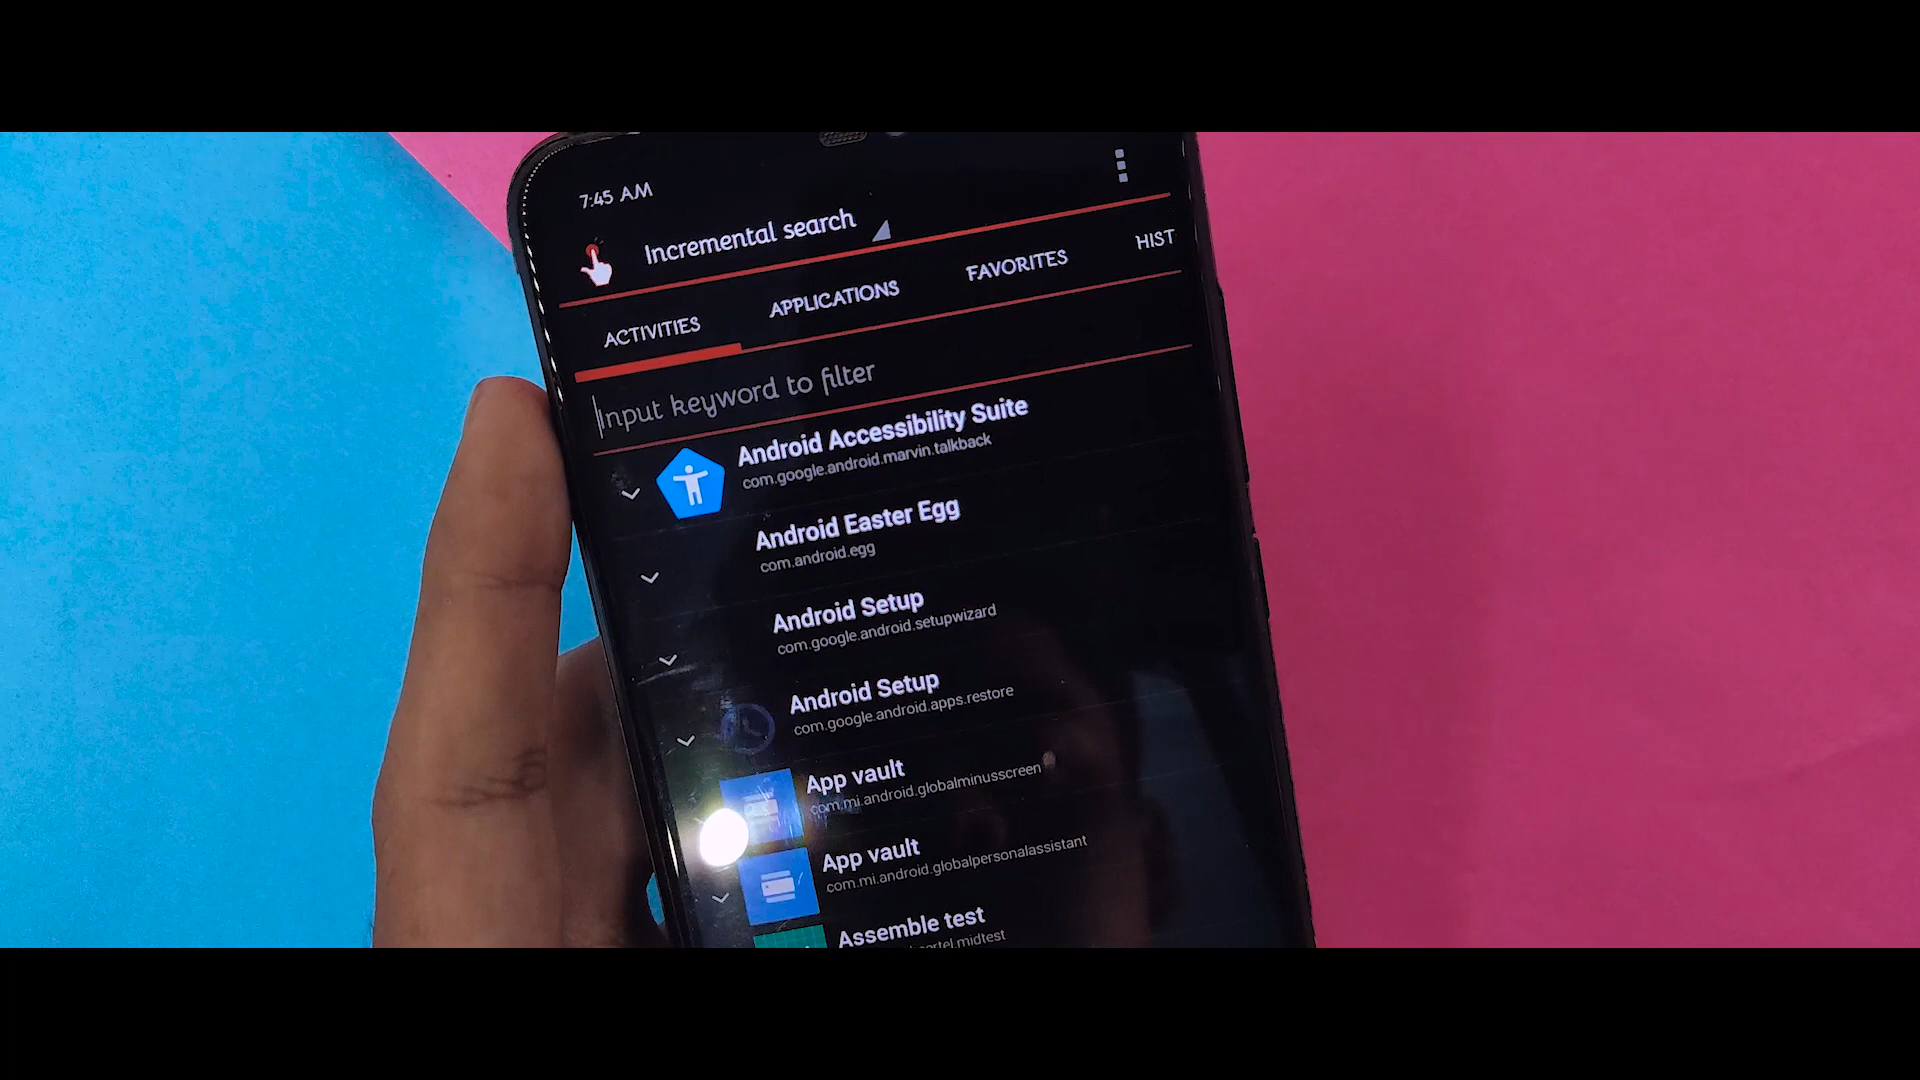 7:45 AM
Incremental search
ACTIVITIES
APPLICATIONS
FAVORITES
HIST
Input keyword to filter
Android Accessibility Suite
com.google.android.marvin.talkback
Android Easter Egg
com.android.egg
Android Setup
com.google.android.setupwizard
Android Setup
com.google.android.apps.restore
App vault
com.mi.android.globalminusscreen
App vault
com.mi.android.globalpersonalassistant
Assemble test